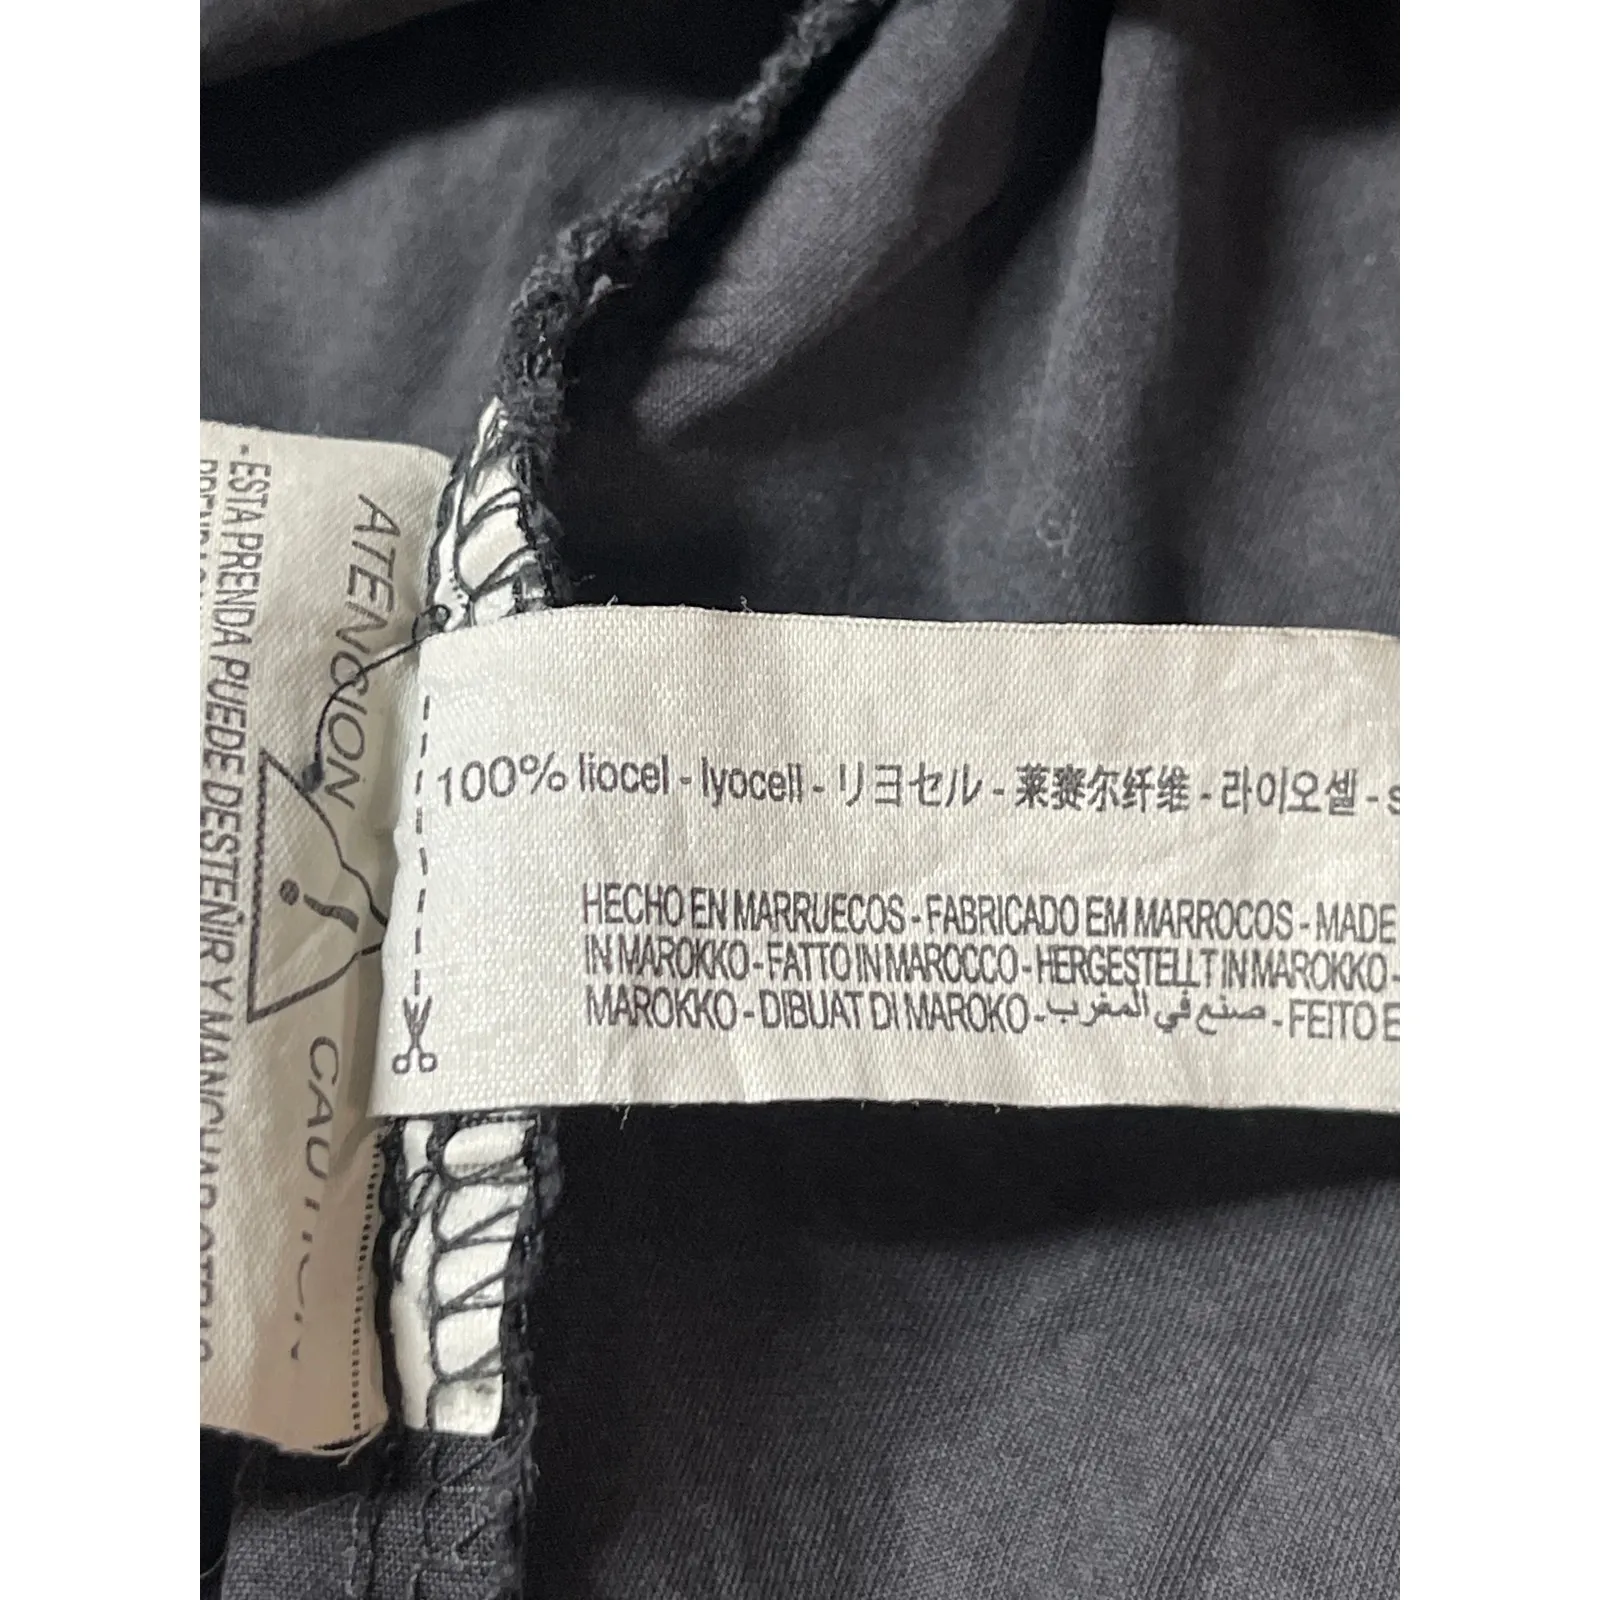 100% liocel - lyocell - リヨセル - 莱赛尔纤维 - 라이오셀 - s
HECHO EN MARRUECOS - FABRICADO EM MARROCOS - MADE
IN MAROKKO - FATTO IN MAROCCO - HERGESTELLT IN MAROKKO -
MAROKKO - DIBUAT DI MAROKO - صنع في المغرب - FEITO E
ATENCION
CAUTION
- ESTA PRENDA PUEDE DESTEÑIR Y MANCHAR OTRAS